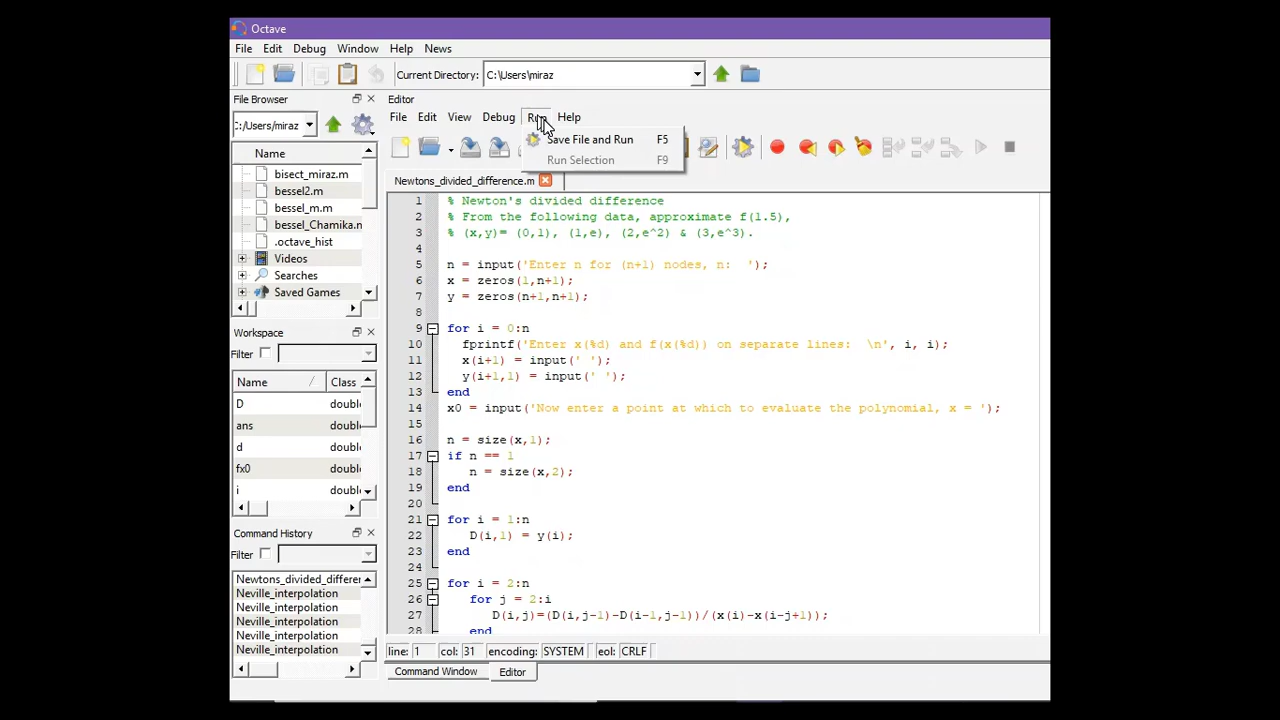 Octave
File Edit Debug Window Help News
Current Directory: C:\Users\miraz
File Browser
:/Users/miraz
Name
bisect_miraz.m
bessel2.m
bessel_m.m
bessel_Chamika.m
.octave_hist
Videos
Searches
Saved Games
Workspace
Filter
Name Class
D double
ans double
d double
fx0 double
i double
Command History
Filter
Newtons_divided_differer
Neville_interpolation
Neville_interpolation
Neville_interpolation
Neville_interpolation
Neville_interpolation
Editor
File Edit View Debug Run Help
Save File and Run F5
Run Selection F9
Newtons_divided_difference.m
1 % Newton's divided difference
2 % From the following data, approximate f(1.5),
3 % (x,y)= (0,1), (1,e), (2,e^2) & (3,e^3).
4
5 n = input('Enter n for (n+1) nodes, n:  ');
6 x = zeros(1,n+1);
7 y = zeros(n+1,n+1);
8
9 for i = 0:n
10 fprintf('Enter x(%d) and f(x(%d)) on separate lines:  \n', i, i);
11 x(i+1) = input(' ');
12 y(i+1,1) = input(' ');
13 end
14 x0 = input('Now enter a point at which to evaluate the polynomial, x = ');
15
16 n = size(x,1);
17 if n == 1
18 n = size(x,2);
19 end
20
21 for i = 1:n
22 D(i,1) = y(i);
23 end
24
25 for i = 2:n
26 for j = 2:i
27 D(i,j)=(D(i,j-1)-D(i-1,j-1))/(x(i)-x(i-j+1));
28 end
line: 1 col: 31 encoding: SYSTEM eol: CRLF
Command Window Editor